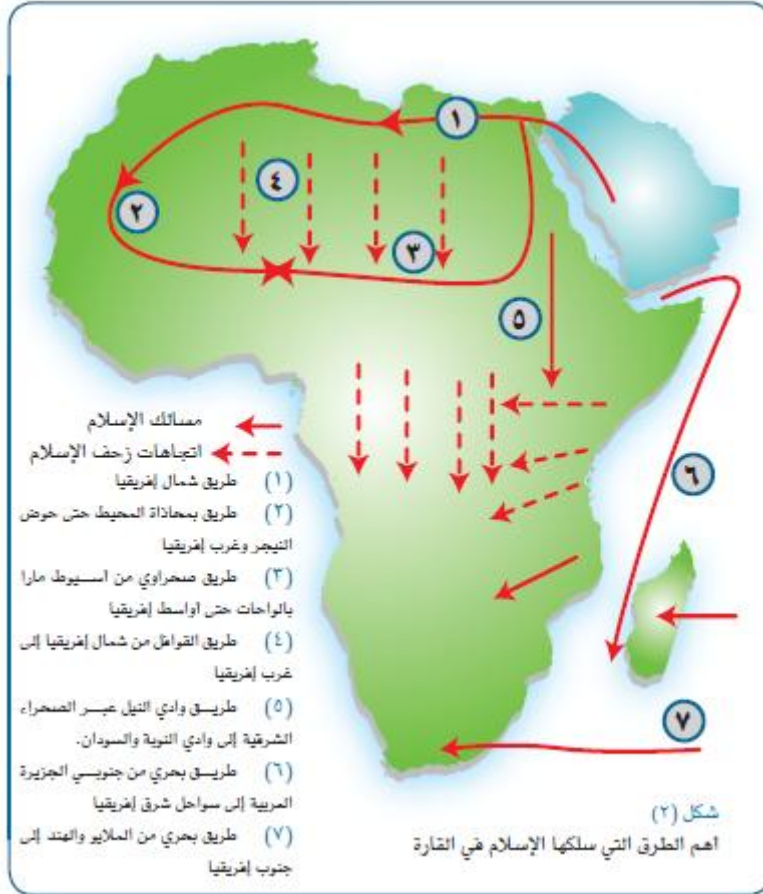 ١
٢
٣
٤
٥
٦
٧
مسالك الإسلام
اتجاهات زحف الإسلام
(١) طريق شمال إفريقيا
(٢) طريق بمحاذاة المحيط حتى حوض
النيجر وغرب إفريقيا
(٣) طريق صحراوي من أسيوط مارا
بالواحات حتى أواسط إفريقيا
(٤) طريق القوافل من شمال إفريقيا إلى
غرب إفريقيا
(٥) طريق وادي النيل عبر الصحراء
الشرقية إلى وادي النوبة والسودان.
(٦) طريق بحري من جنوبي الجزيرة
العربية إلى سواحل شرق إفريقيا
(٧) طريق بحري من الملايو والهند إلى
جنوب إفريقيا
شكل (٢)
أهم الطرق التي سلكها الإسلام في القارة